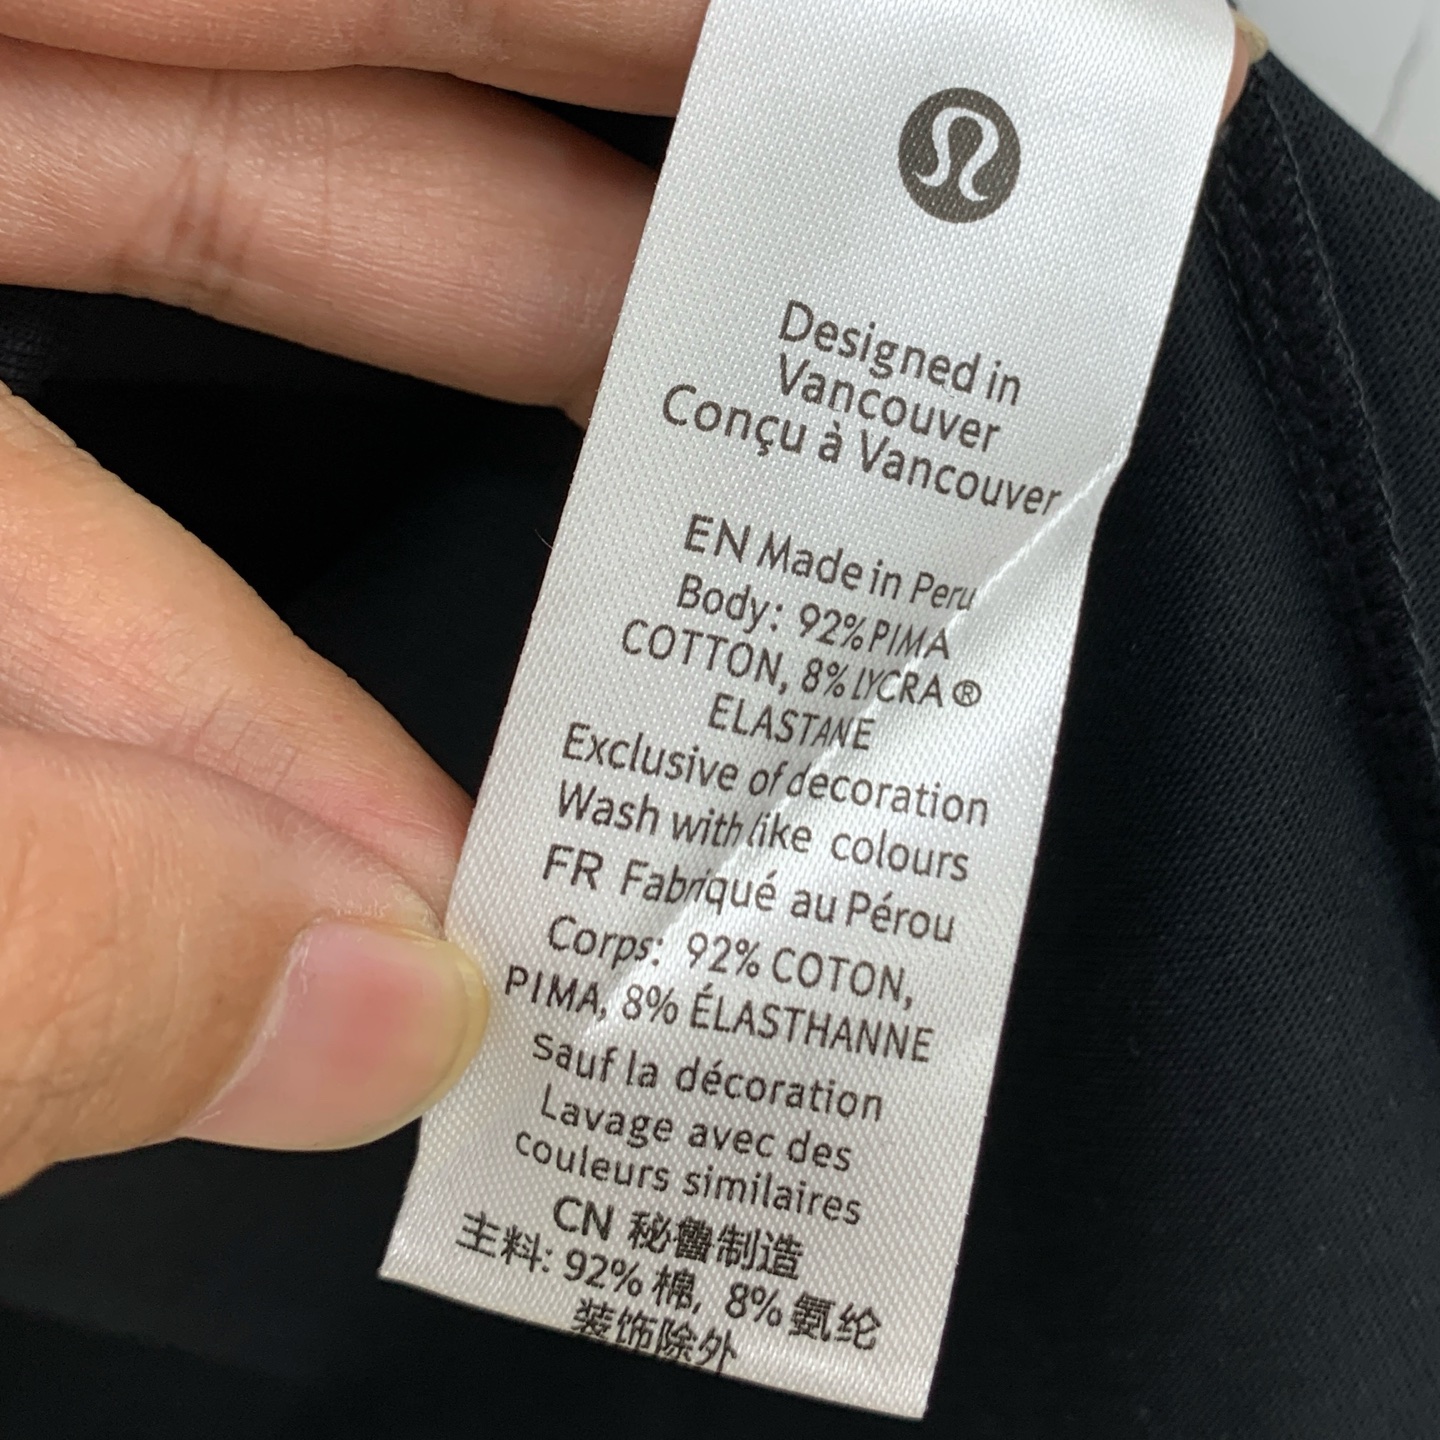 Designed in
Vancouver
Conçu à Vancouver
EN Made in Peru
Body: 92% PIMA
COTTON, 8% LYCRA®
ELASTANE
Exclusive of decoration
Wash with like colours
FR Fabriqué au Pérou
Corps: 92% COTON,
PIMA, 8% ÉLASTHANNE
sauf la décoration
Lavage avec des
couleurs similaires
CN 秘鲁制造
主料: 92% 棉, 8% 氨纶
装饰除外